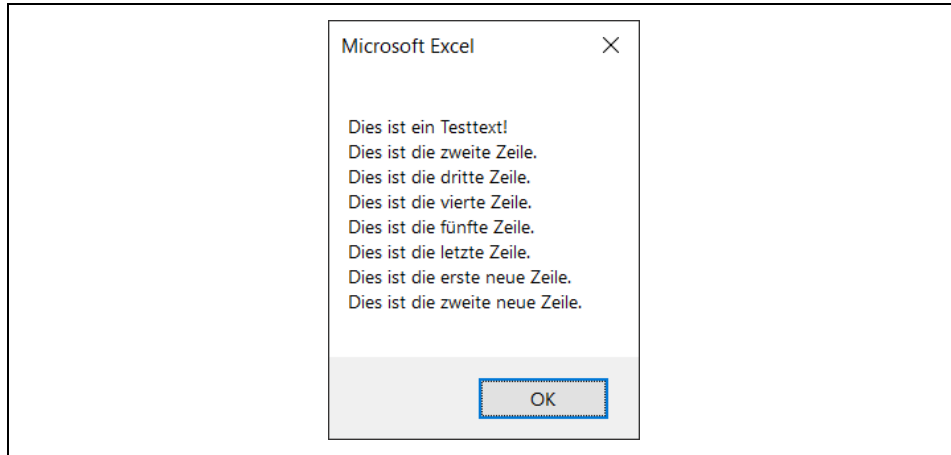 Microsoft Excel
Dies ist ein Testtext!
Dies ist die zweite Zeile.
Dies ist die dritte Zeile.
Dies ist die vierte Zeile.
Dies ist die fünfte Zeile.
Dies ist die letzte Zeile.
Dies ist die erste neue Zeile.
Dies ist die zweite neue Zeile.
OK